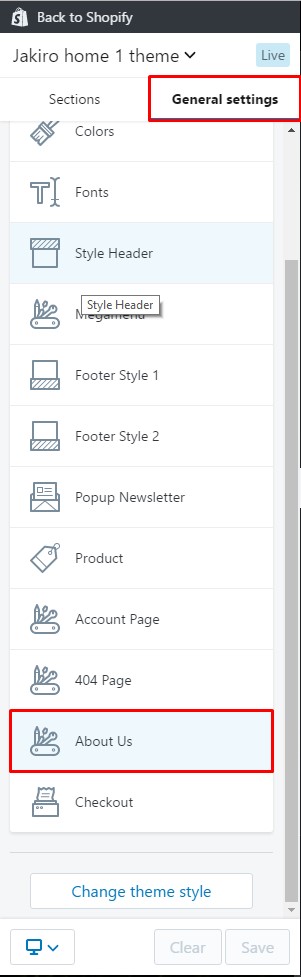 Back to Shopify
Jakiro home 1 theme
Live
Sections
General settings
Colors
Fonts
Style Header
Style Header
Megamenu
Footer Style 1
Footer Style 2
Popup Newsletter
Product
Account Page
404 Page
About Us
Checkout
Change theme style
Clear
Save